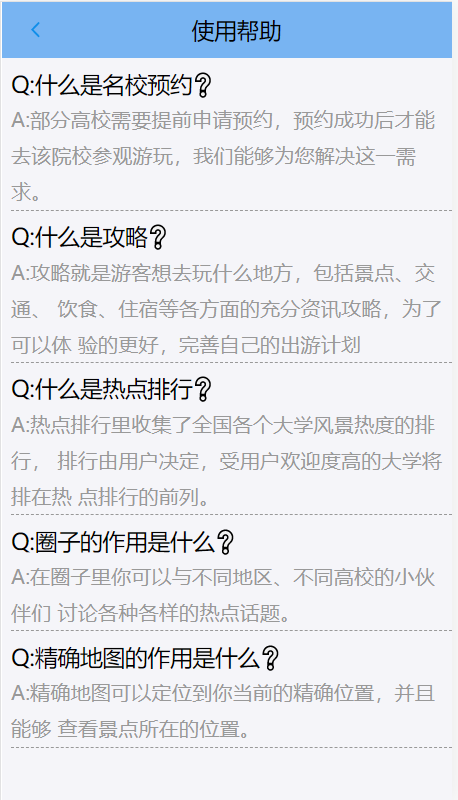 使用帮助
Q:什么是名校预约?
A:部分高校需要提前申请预约，预约成功后才能
去该院校参观游玩，我们能够为您解决这一需
求。
Q:什么是攻略?
A:攻略就是游客想去玩什么地方，包括景点、交
通、 饮食、住宿等各方面的充分资讯攻略，为了
可以体 验的更好，完善自己的出游计划
Q:什么是热点排行?
A:热点排行里收集了全国各个大学风景热度的排
行， 排行由用户决定，受用户欢迎度高的大学将
排在热 点排行的前列。
Q:圈子的作用是什么?
A:在圈子里你可以与不同地区、不同高校的小伙
伴们 讨论各种各样的热点话题。
Q:精确地图的作用是什么?
A:精确地图可以定位到你当前的精确位置，并且
能够 查看景点所在的位置。